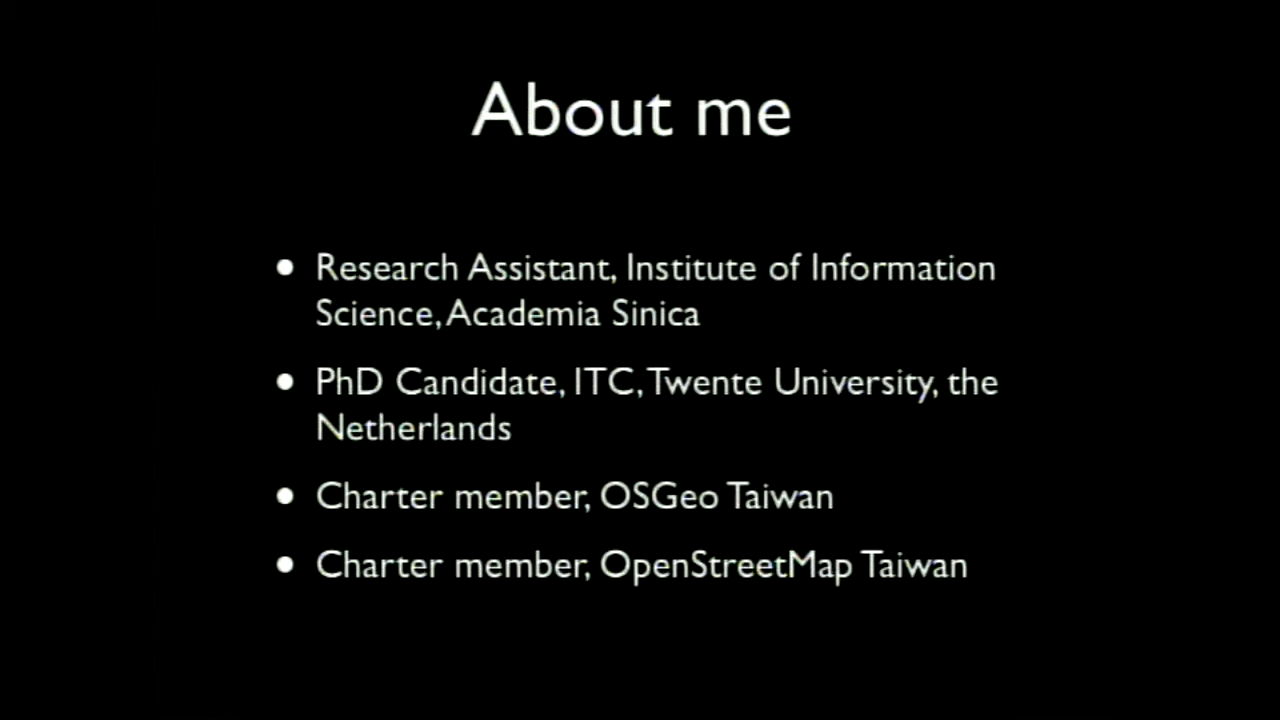 About me
• Research Assistant, Institute of Information
Science, Academia Sinica
• PhD Candidate, ITC, Twente University, the
Netherlands
• Charter member, OSGeo Taiwan
• Charter member, OpenStreetMap Taiwan